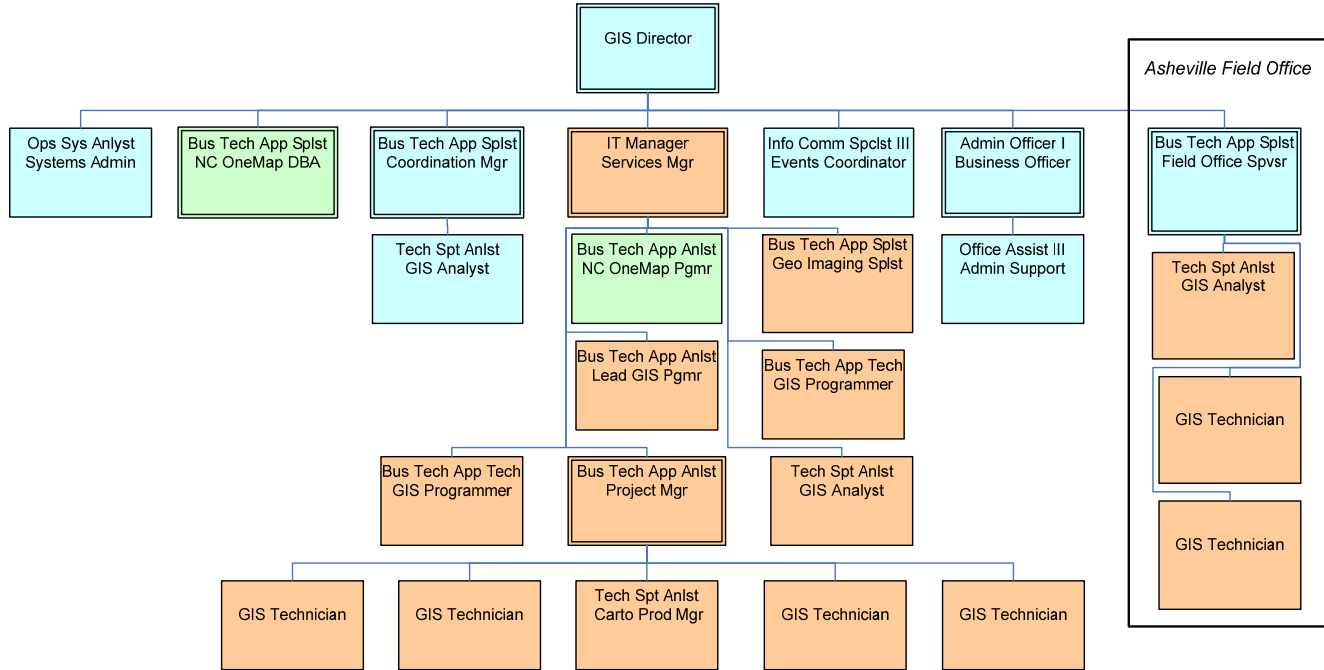 GIS Director
Asheville Field Office
Ops Sys Anlyst
Systems Admin
Bus Tech App Splst
NC OneMap DBA
Bus Tech App Splst
Coordination Mgr
IT Manager
Services Mgr
Info Comm Spclst III
Events Coordinator
Admin Officer I
Business Officer
Bus Tech App Splst
Field Office Spvsr
Tech Spt Anlst
GIS Analyst
Bus Tech App Anlst
NC OneMap Pgmr
Bus Tech App Splst
Geo Imaging Splst
Office Assist III
Admin Support
Tech Spt Anlst
GIS Analyst
Bus Tech App Anlst
Lead GIS Pgmr
Bus Tech App Tech
GIS Programmer
GIS Technician
Bus Tech App Tech
GIS Programmer
Bus Tech App Anlst
Project Mgr
Tech Spt Anlst
GIS Analyst
GIS Technician
GIS Technician
GIS Technician
Tech Spt Anlst
Carto Prod Mgr
GIS Technician
GIS Technician